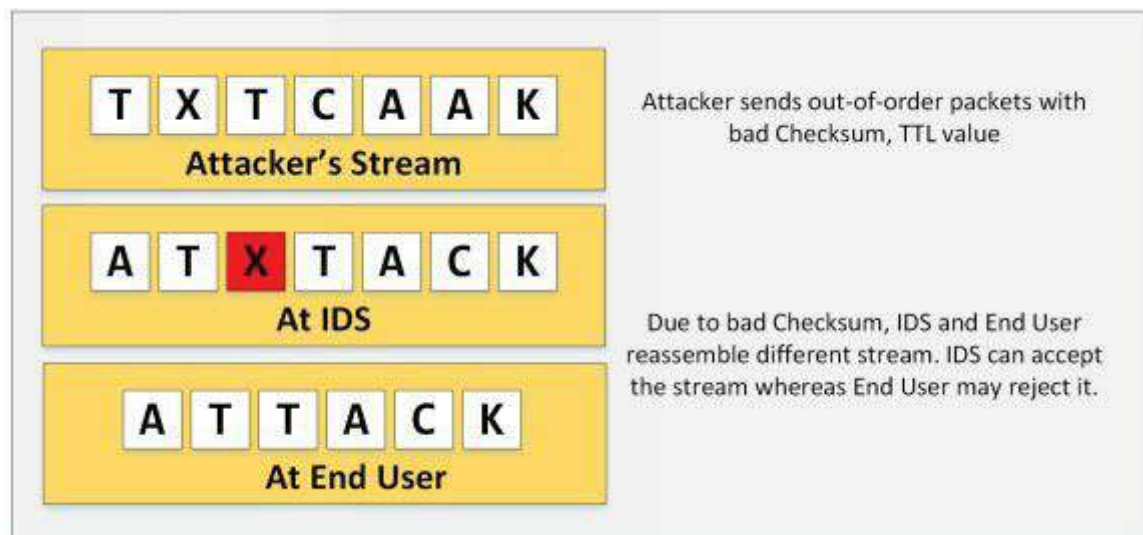 T X T C A A K
Attacker's Stream
Attacker sends out-of-order packets with
bad Checksum, TTL value
A T X T A C K
At IDS
Due to bad Checksum, IDS and End User
reassemble different stream. IDS can accept
the stream whereas End User may reject it.
A T T A C K
At End User